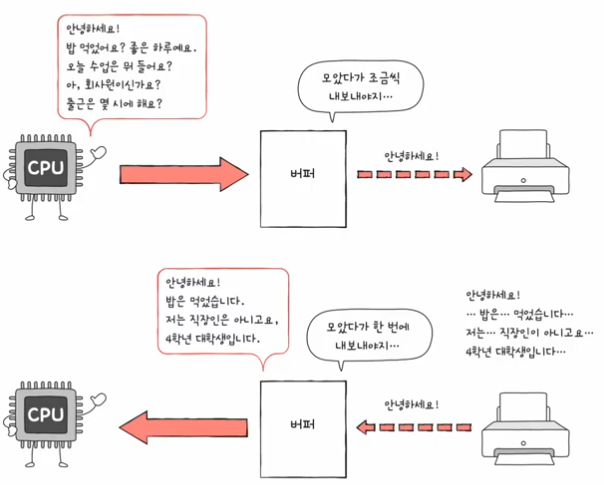 안녕하세요!
밥 먹었어요? 좋은 하루예요.
오늘 수업은 뭐 들어요?
아, 회사원이신가요?
출근은 몇 시에 해요?
모았다가 조금씩
내보내야지…
CPU
버퍼
안녕하세요!
안녕하세요!
밥은 먹었습니다.
저는 직장인은 아니고요,
4학년 대학생입니다.
모았다가 한 번에
내보내야지…
안녕하세요!
… 밥은… 먹었습니다…
저는… 직장인이 아니고요…
4학년 대학생입니다…
CPU
버퍼
안녕하세요!